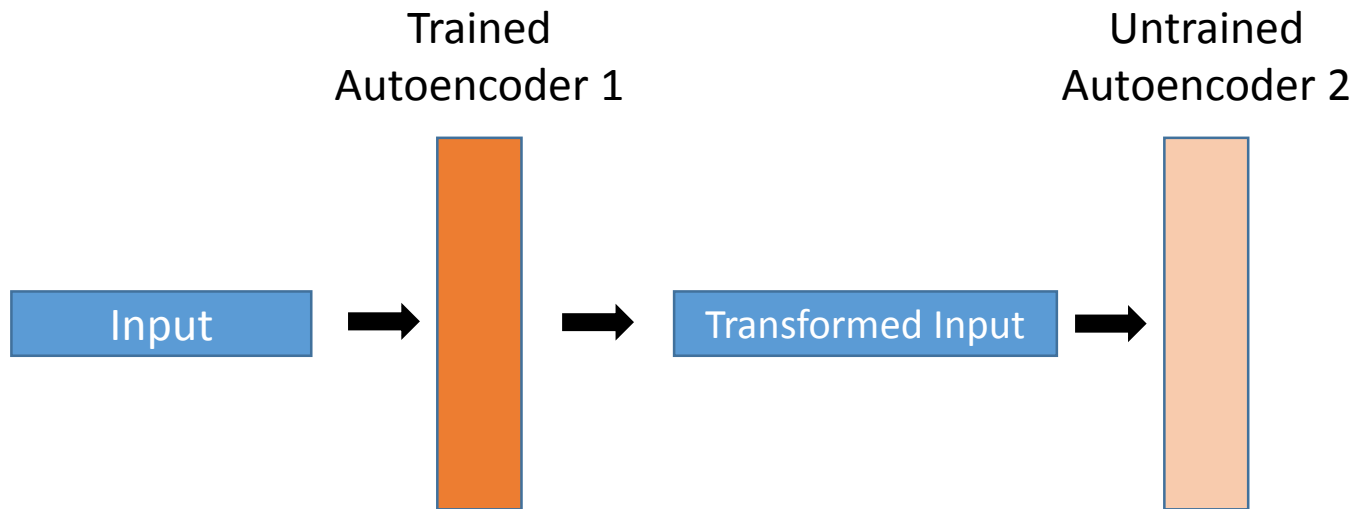 Trained
Autoencoder 1
Untrained
Autoencoder 2
Input
Transformed Input